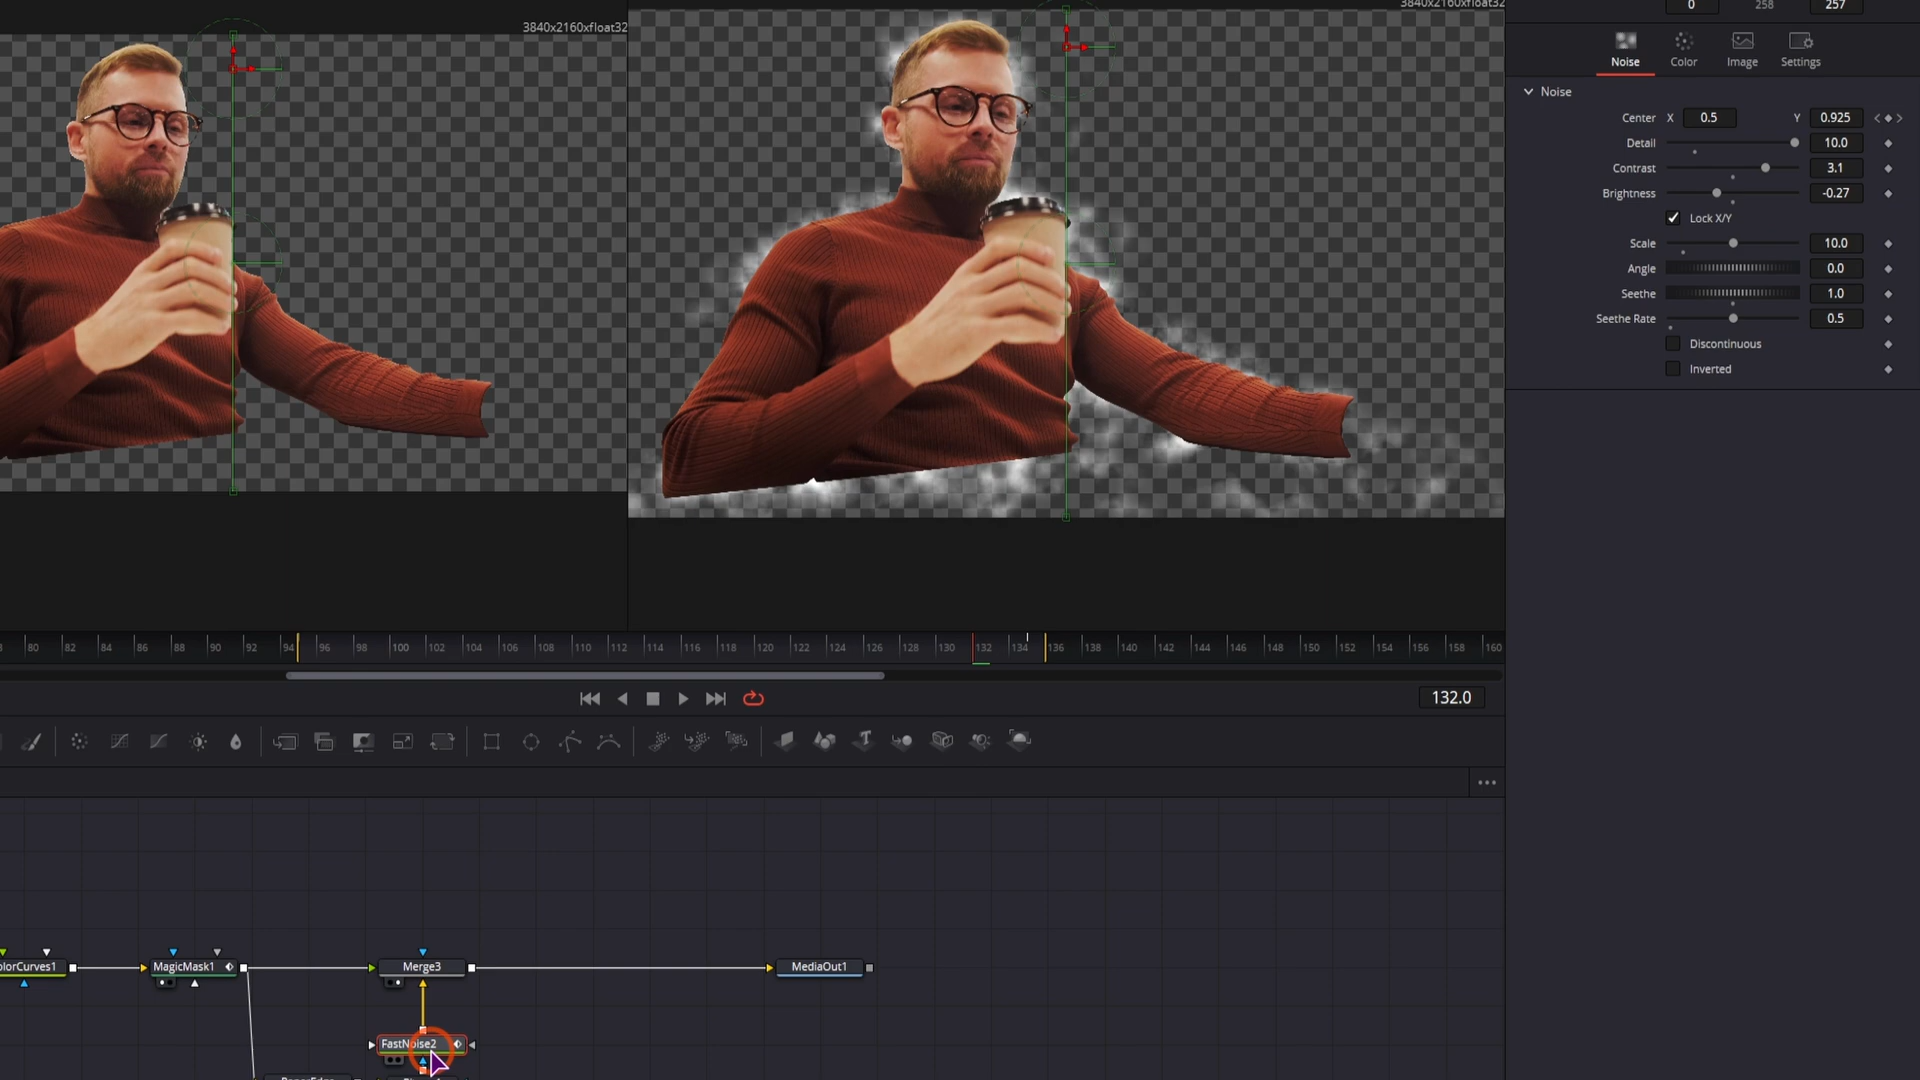 3840x2160xfloat32
3840x2160xfloat32
0 258 257
Noise Color Image Settings
Noise
Center X 0.5 Y 0.925
Detail 10.0
Contrast 3.1
Brightness -0.27
Lock X/Y
Scale 10.0
Angle 0.0
Seethe 1.0
Seethe Rate 0.5
Discontinuous
Inverted
80 82 84 86 88 90 92 94 96 98 100 102 104 106 108 110 112 114 116 118 120 122 124 126 128 130 132 134 136 138 140 142 144 146 148 150 152 154 156 158 160
132.0
olorCurves1 MagicMask1 Merge3 MediaOut1
FastNoise2